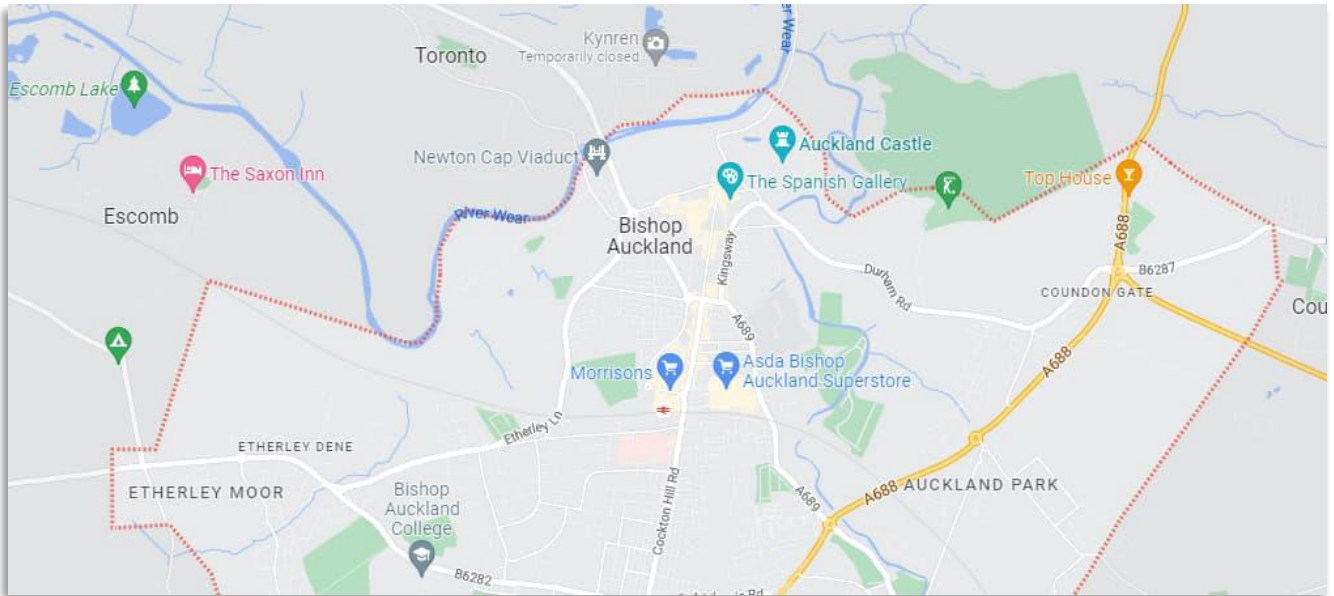 Toronto
Kynren
Temporarily closed
Wear
Escomb Lake
Newton Cap Viaduct
Auckland Castle
The Spanish Gallery
Top House
The Saxon Inn
Escomb
River Wear
Bishop
Auckland
Kingsway
A688
Durham Rd
B6287
COUNDON GATE
Cou
A689
Morrisons
Asda Bishop
Auckland Superstore
A688
Etherley Ln
ETHERLEY DENE
ETHERLEY MOOR
Bishop
Auckland
College
Cockton Hill Rd
A689
A688
AUCKLAND PARK
B6282